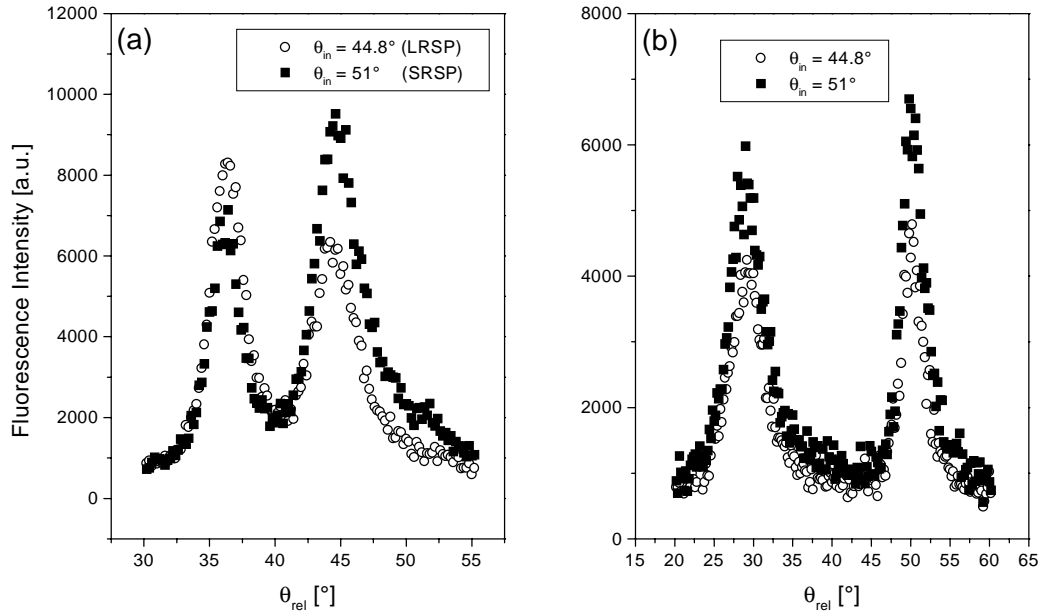 (a)
θin = 44.8° (LRSP)
θin = 51° (SRSP)
Fluorescence Intensity [a.u.]
12000
10000
8000
6000
4000
2000
0
30 35 40 45 50 55
θrel [°]
(b)
θin = 44.8°
θin = 51°
8000
6000
4000
2000
0
15 20 25 30 35 40 45 50 55 60 65
θrel [°]